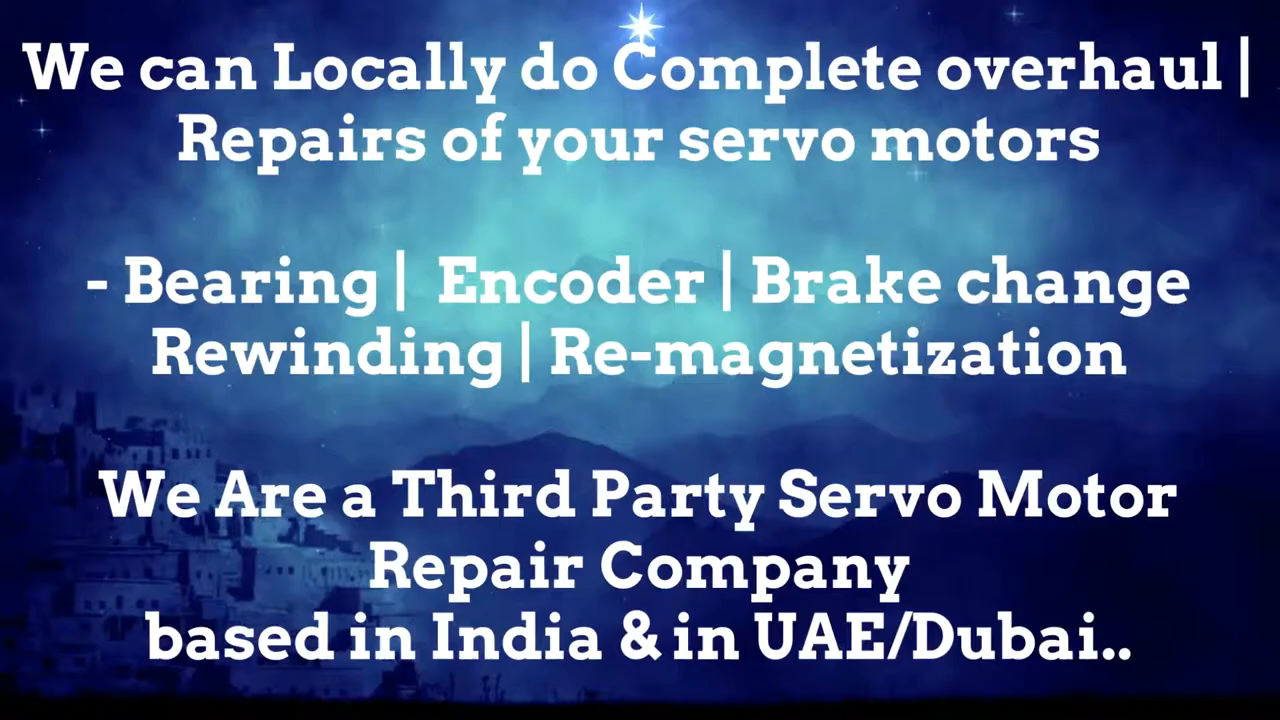 We can Locally do Complete overhaul |
Repairs of your servo motors
- Bearing |  Encoder | Brake change
Rewinding | Re-magnetization
We Are a Third Party Servo Motor
Repair Company
based in India & in UAE/Dubai..